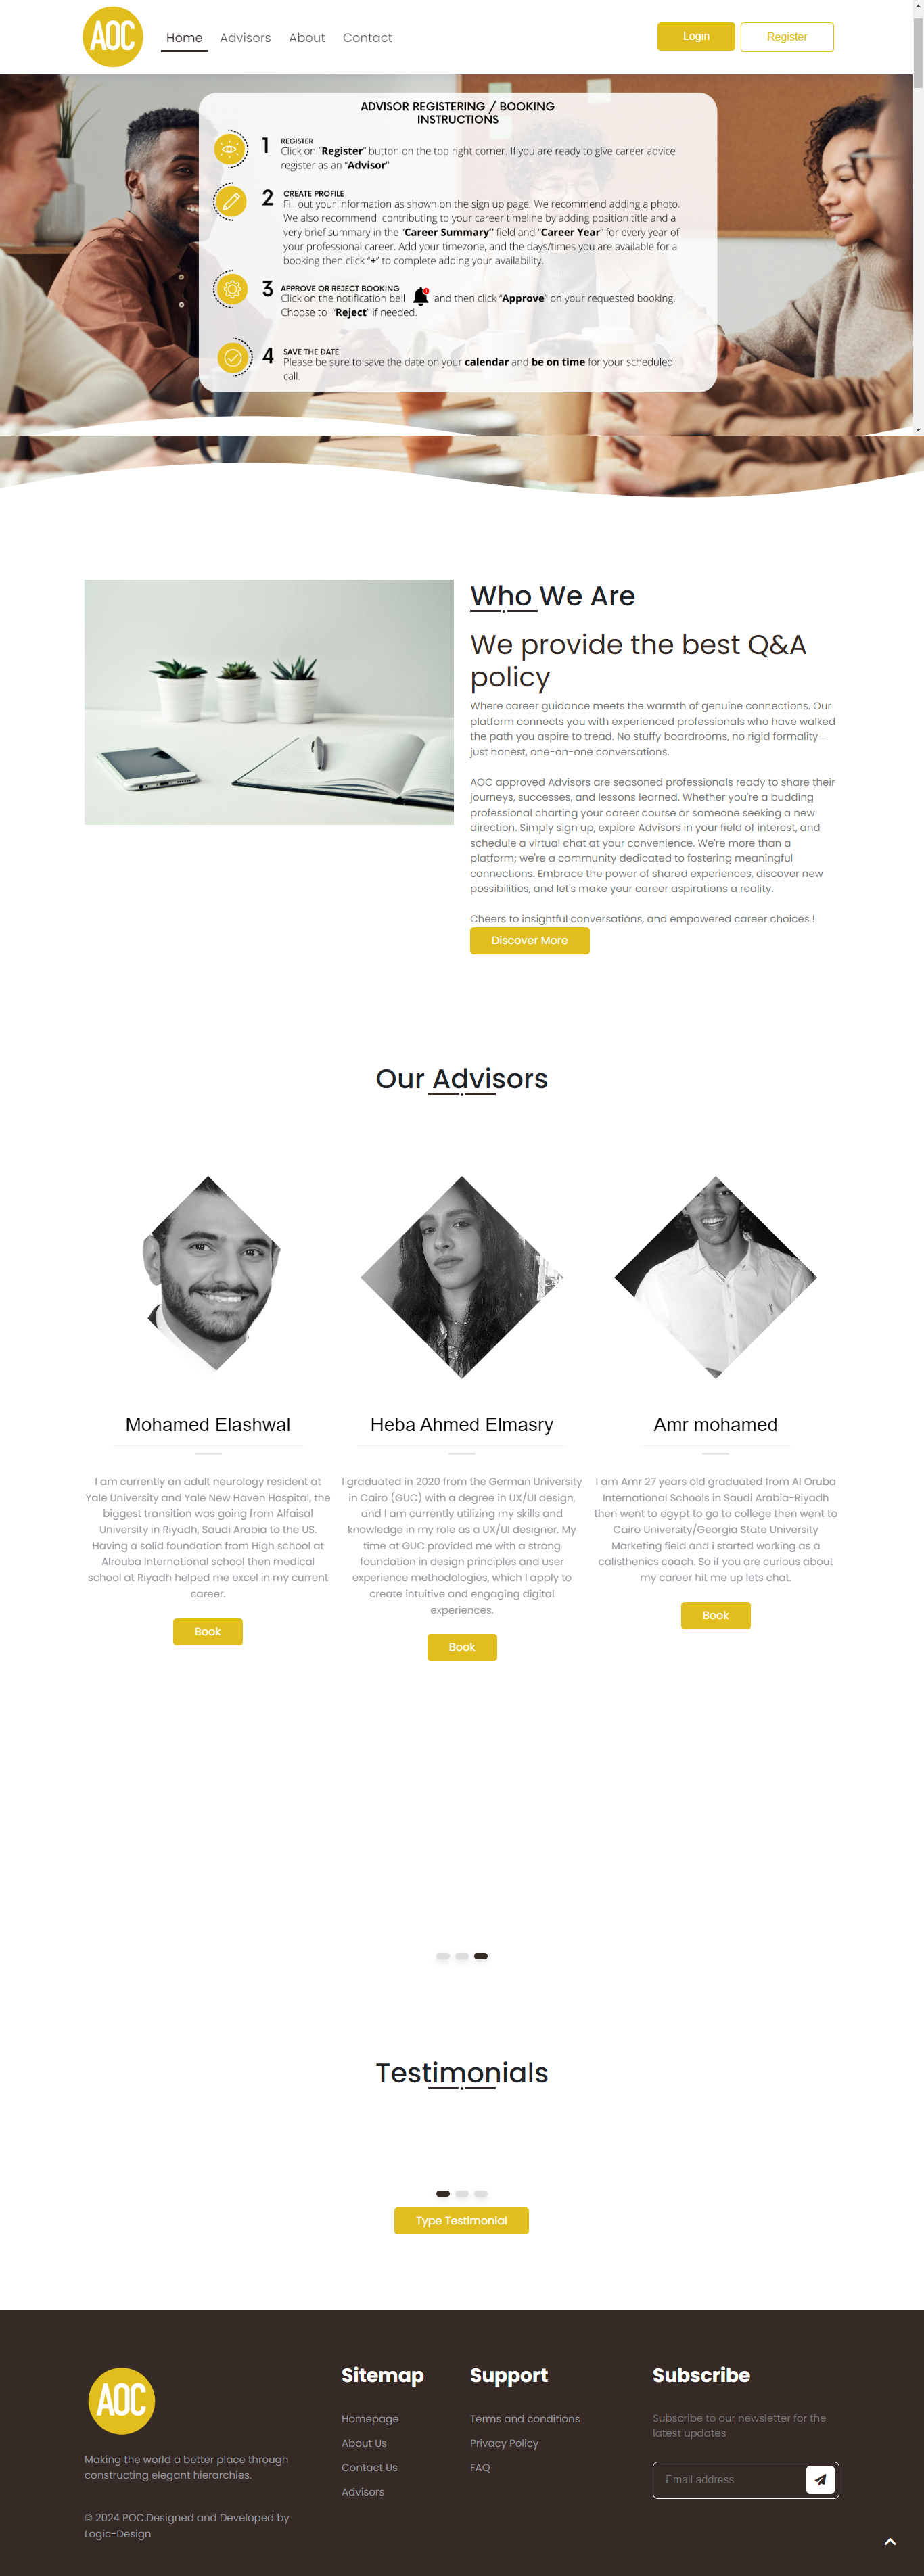 AOC
Home
Advisors
About
Contact
Login
Register
ADVISOR REGISTERING / BOOKING
INSTRUCTIONS
1
REGISTER
Click on “Register” button on the top right corner. If you are ready to give career advice
register as an “Advisor”
2
CREATE PROFILE
Fill out your information as shown on the sign up page. We recommend adding a photo.
We also recommend contributing to your career timeline by adding position title and a
very brief summary in the “Career Summary” field and “Career Year” for every year of
your professional career. Add your timezone, and the days/times you are available for a
booking then click “+” to complete adding your availability.
3
APPROVE OR REJECT BOOKING
Click on the notification bell and then click “Approve” on your requested booking.
Choose to “Reject” if needed.
4
SAVE THE DATE
Please be sure to save the date on your calendar and be on time for your scheduled
call.
Who We Are
We provide the best Q&A
policy
Where career guidance meets the warmth of genuine connections. Our
platform connects you with experienced professionals who have walked
the path you aspire to tread. No stuffy boardrooms, no rigid formality—
just honest, one-on-one conversations.
AOC approved Advisors are seasoned professionals ready to share their
journeys, successes, and lessons learned. Whether you're a budding
professional charting your career course or someone seeking a new
direction. Simply sign up, explore Advisors in your field of interest, and
schedule a virtual chat at your convenience. We're more than a
platform; we're a community dedicated to fostering meaningful
connections. Embrace the power of shared experiences, discover new
possibilities, and let's make your career aspirations a reality.
Cheers to insightful conversations, and empowered career choices !
Discover More
Our Advisors
Mohamed Elashwal
I am currently an adult neurology resident at
Yale University and Yale New Haven Hospital, the
biggest transition was going from Alfaisal
University in Riyadh, Saudi Arabia to the US.
Having a solid foundation from High school at
Alrouba International school then medical
school at Riyadh helped me excel in my current
career.
Book
Heba Ahmed Elmasry
I graduated in 2020 from the German University
in Cairo (GUC) with a degree in UX/UI design,
and I am currently utilizing my skills and
knowledge in my role as a UX/UI designer. My
time at GUC provided me with a strong
foundation in design principles and user
experience methodologies, which I apply to
create intuitive and engaging digital
experiences.
Book
Amr mohamed
I am Amr 27 years old graduated from Al Oruba
International Schools in Saudi Arabia-Riyadh
then went to egypt to go to college then went to
Cairo University/Georgia State University
Marketing field and i started working as a
calisthenics coach. So if you are curious about
my career hit me up lets chat.
Book
Testimonials
Type Testimonial
AOC
Making the world a better place through
constructing elegant hierarchies.
© 2024 POC.Designed and Developed by
Logic-Design
Sitemap
Homepage
About Us
Contact Us
Advisors
Support
Terms and conditions
Privacy Policy
FAQ
Subscribe
Subscribe to our newsletter for the
latest updates
Email address